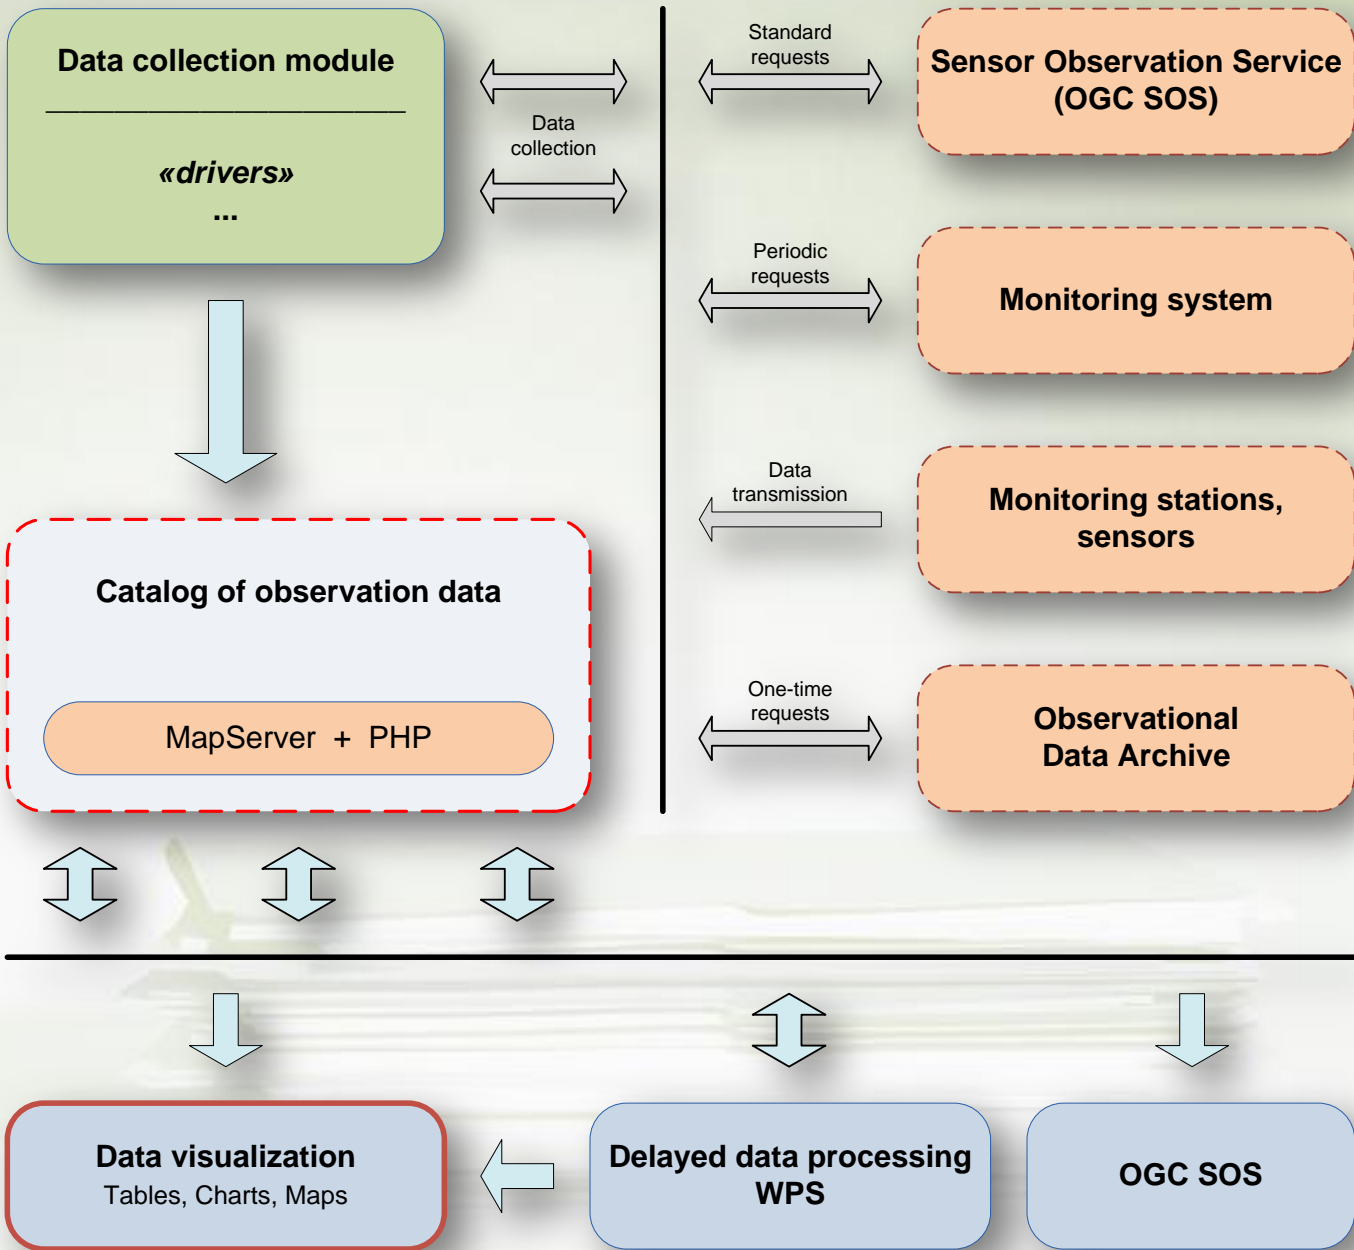 Data collection module
«drivers»
...
Data
collection
Standard
requests
Sensor Observation Service
(OGC SOS)
Periodic
requests
Monitoring system
Data
transmission
Monitoring stations,
sensors
One-time
requests
Observational
Data Archive
Catalog of observation data
MapServer + PHP
Data visualization
Tables, Charts, Maps
Delayed data processing
WPS
OGC SOS